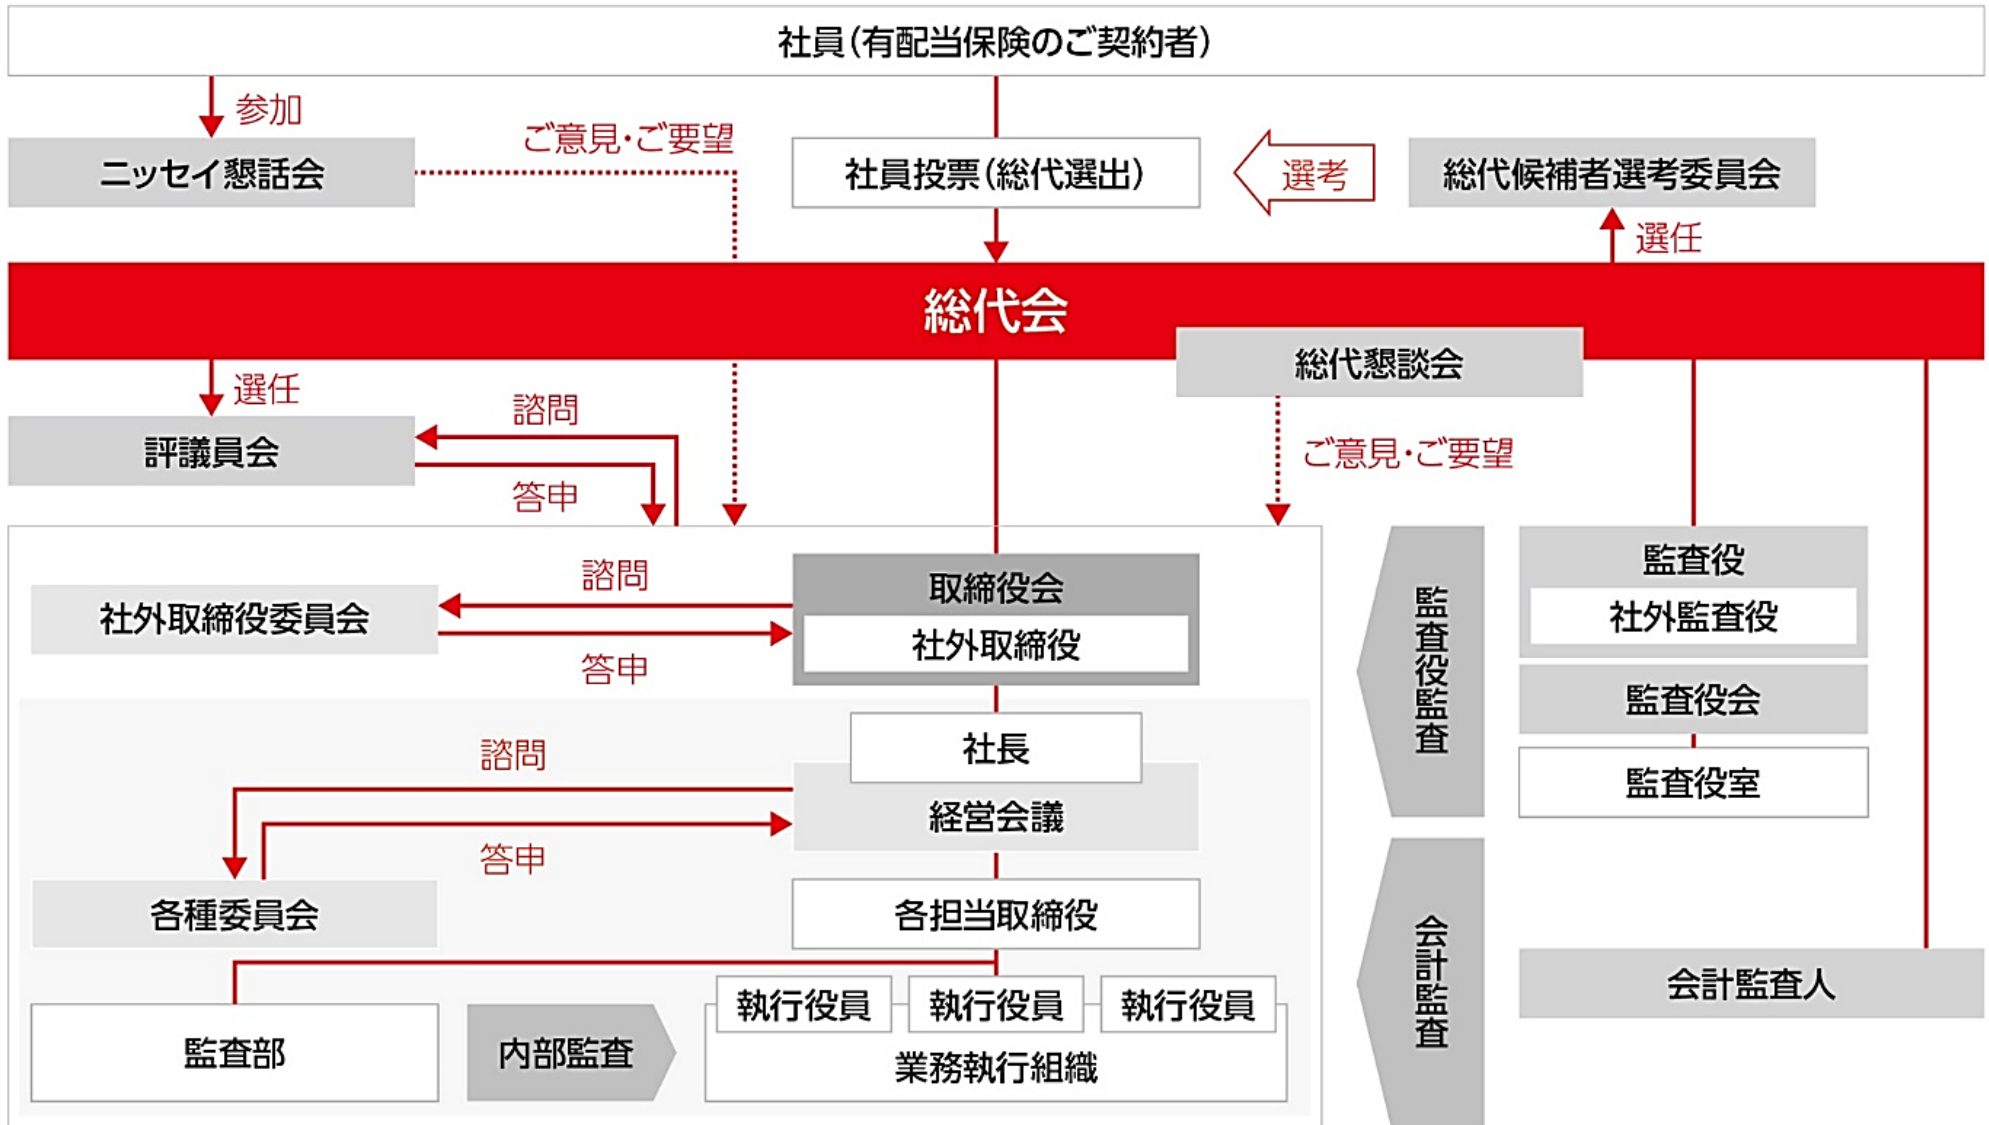 社員（有配当保険のご契約者）
参加
ご意見・ご要望
ニッセイ懇話会
社員投票（総代選出）
選考
総代候補者選考委員会
選任
総代会
総代懇談会
選任
諮問
評議員会
答申
ご意見・ご要望
諮問
社外取締役委員会
答申
取締役会
社外取締役
監査役監査
監査役
社外監査役
監査役会
監査役室
社長
諮問
経営会議
答申
各種委員会
各担当取締役
会計監査
会計監査人
執行役員
執行役員
執行役員
監査部
内部監査
業務執行組織